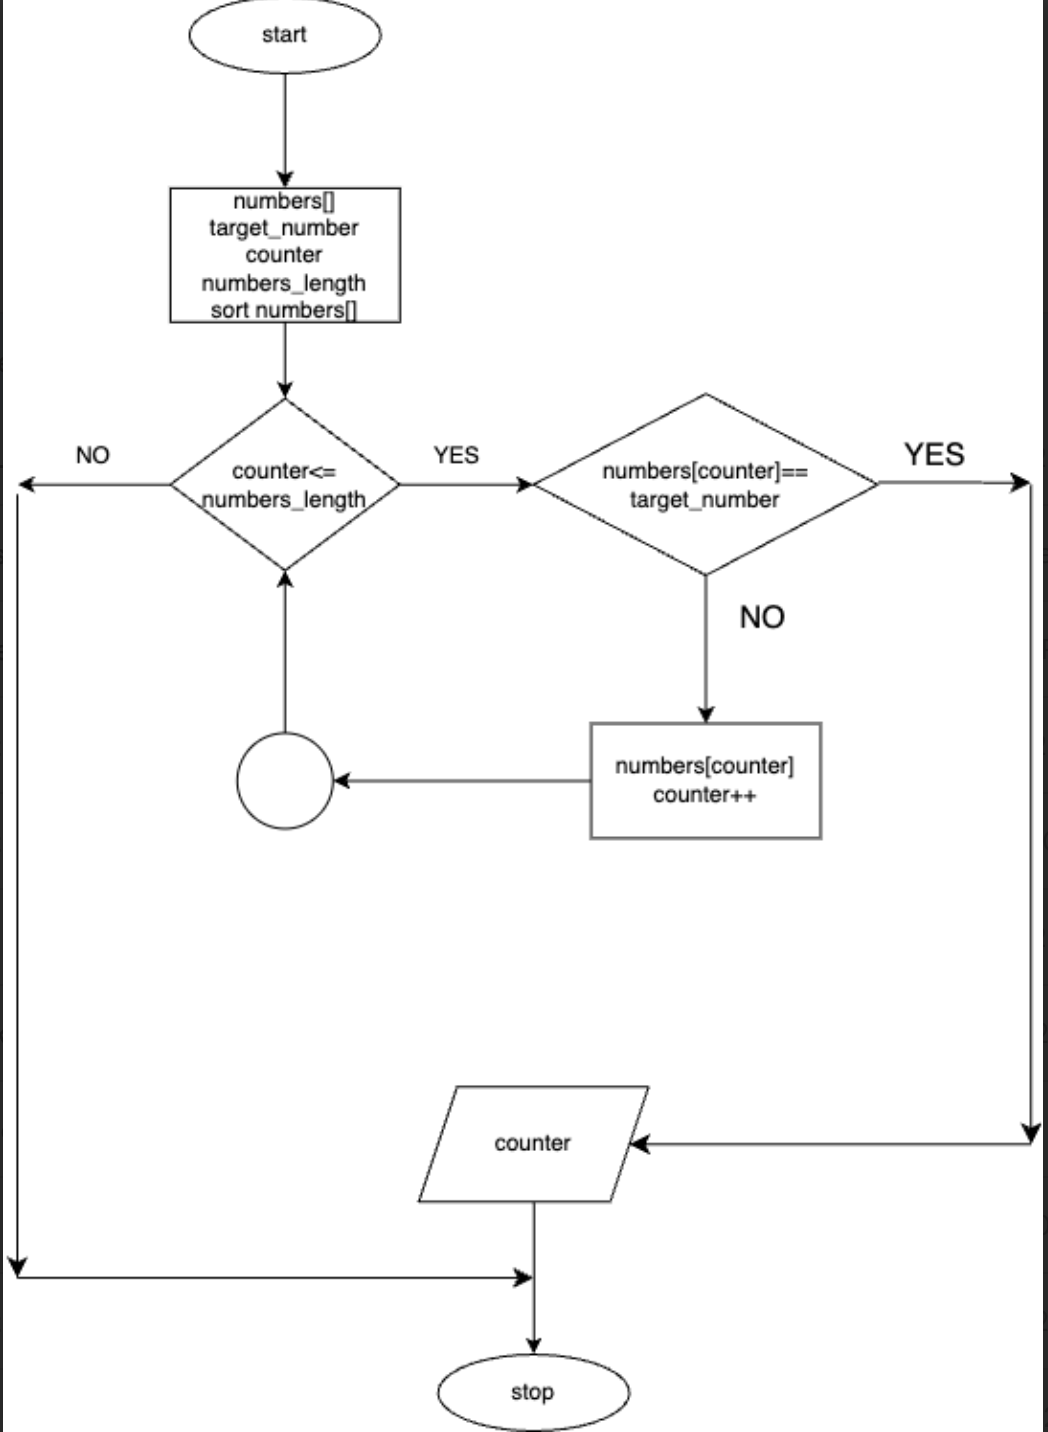 start
numbers[]
target_number
counter
numbers_length
sort numbers[]
NO
counter<=
numbers_length
YES
numbers[counter]==
target_number
YES
NO
numbers[counter]
counter++
counter
stop